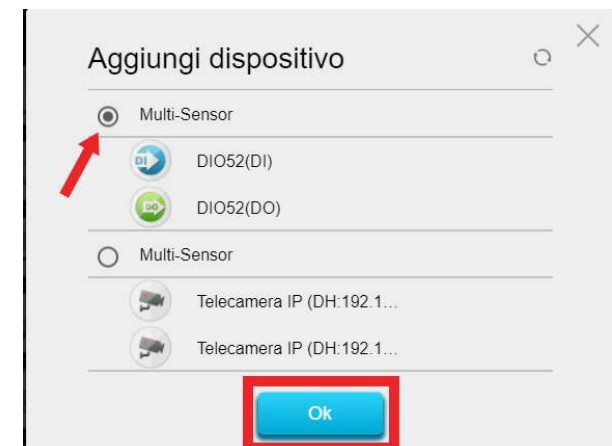 Aggiungi dispositivo
Multi-Sensor
DI
DIO52(DI)
DO
DIO52(DO)
Multi-Sensor
Telecamera IP (DH:192.1...
Telecamera IP (DH:192.1...
Ok